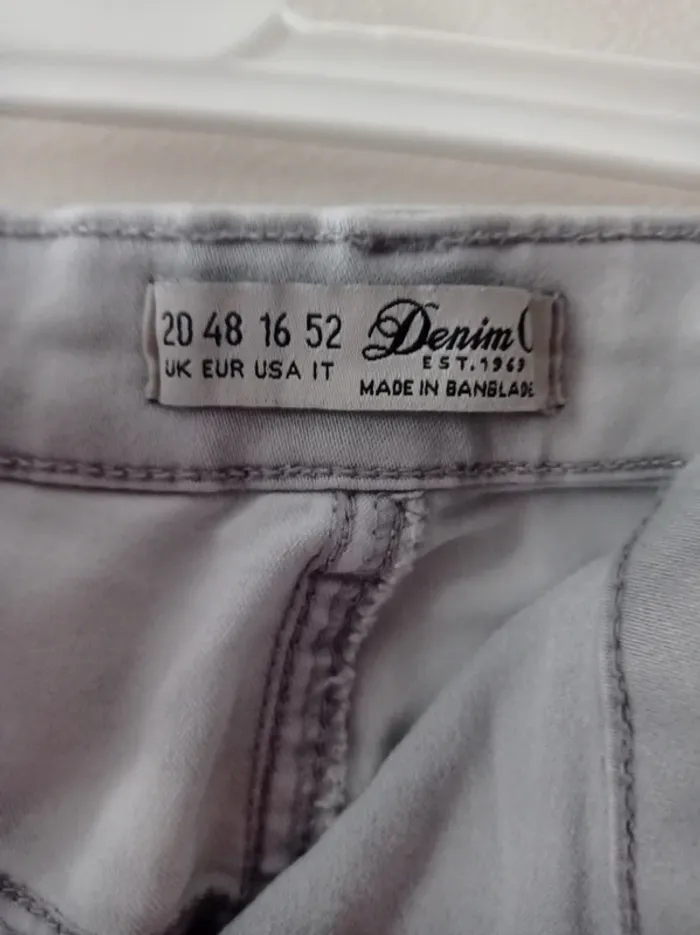 20 48 16 52
UK EUR USA IT
Denim
EST. 1969
MADE IN BANGLADE